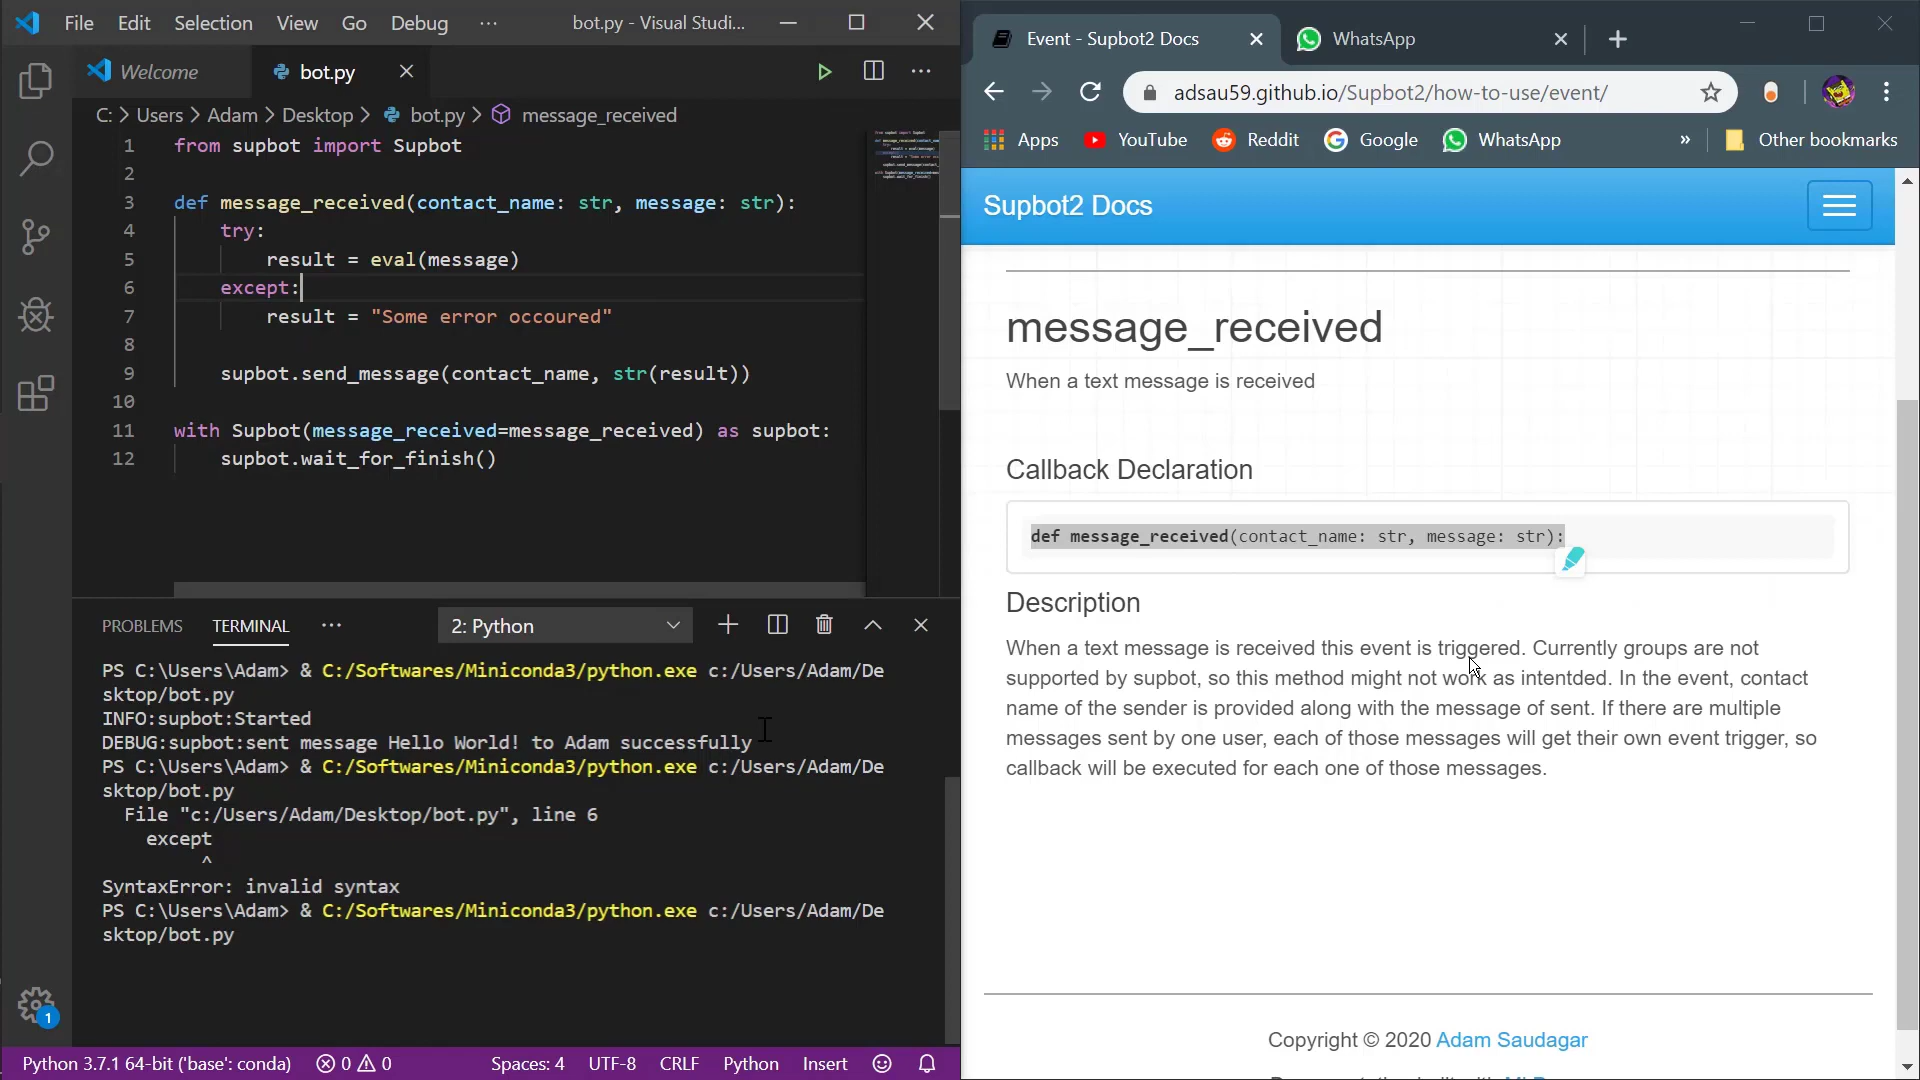 File Edit Selection View Go Debug ··· bot.py - Visual Studi...
Welcome bot.py
C: > Users > Adam > Desktop > bot.py > message_received
1 from supbot import Supbot
2
3 def message_received(contact_name: str, message: str):
4 try:
5 result = eval(message)
6 except:
7 result = "Some error occoured"
8
9 supbot.send_message(contact_name, str(result))
10
11 with Supbot(message_received=message_received) as supbot:
12 supbot.wait_for_finish()
PROBLEMS TERMINAL ··· 2: Python
PS C:\Users\Adam> & C:/Softwares/Miniconda3/python.exe c:/Users/Adam/De
sktop/bot.py
INFO:supbot:Started
DEBUG:supbot:sent message Hello World! to Adam successfully
PS C:\Users\Adam> & C:/Softwares/Miniconda3/python.exe c:/Users/Adam/De
sktop/bot.py
File "c:/Users/Adam/Desktop/bot.py", line 6
except
^
SyntaxError: invalid syntax
PS C:\Users\Adam> & C:/Softwares/Miniconda3/python.exe c:/Users/Adam/De
sktop/bot.py
1
Python 3.7.1 64-bit ('base': conda) 0 0 Spaces: 4 UTF-8 CRLF Python Insert
Event - Supbot2 Docs WhatsApp
adsau59.github.io/Supbot2/how-to-use/event/
Apps YouTube Reddit Google WhatsApp » Other bookmarks
Supbot2 Docs
message_received
When a text message is received
Callback Declaration
def message_received(contact_name: str, message: str):
Description
When a text message is received this event is triggered. Currently groups are not
supported by supbot, so this method might not work as intentded. In the event, contact
name of the sender is provided along with the message of sent. If there are multiple
messages sent by one user, each of those messages will get their own event trigger, so
callback will be executed for each one of those messages.
Copyright © 2020 Adam Saudagar